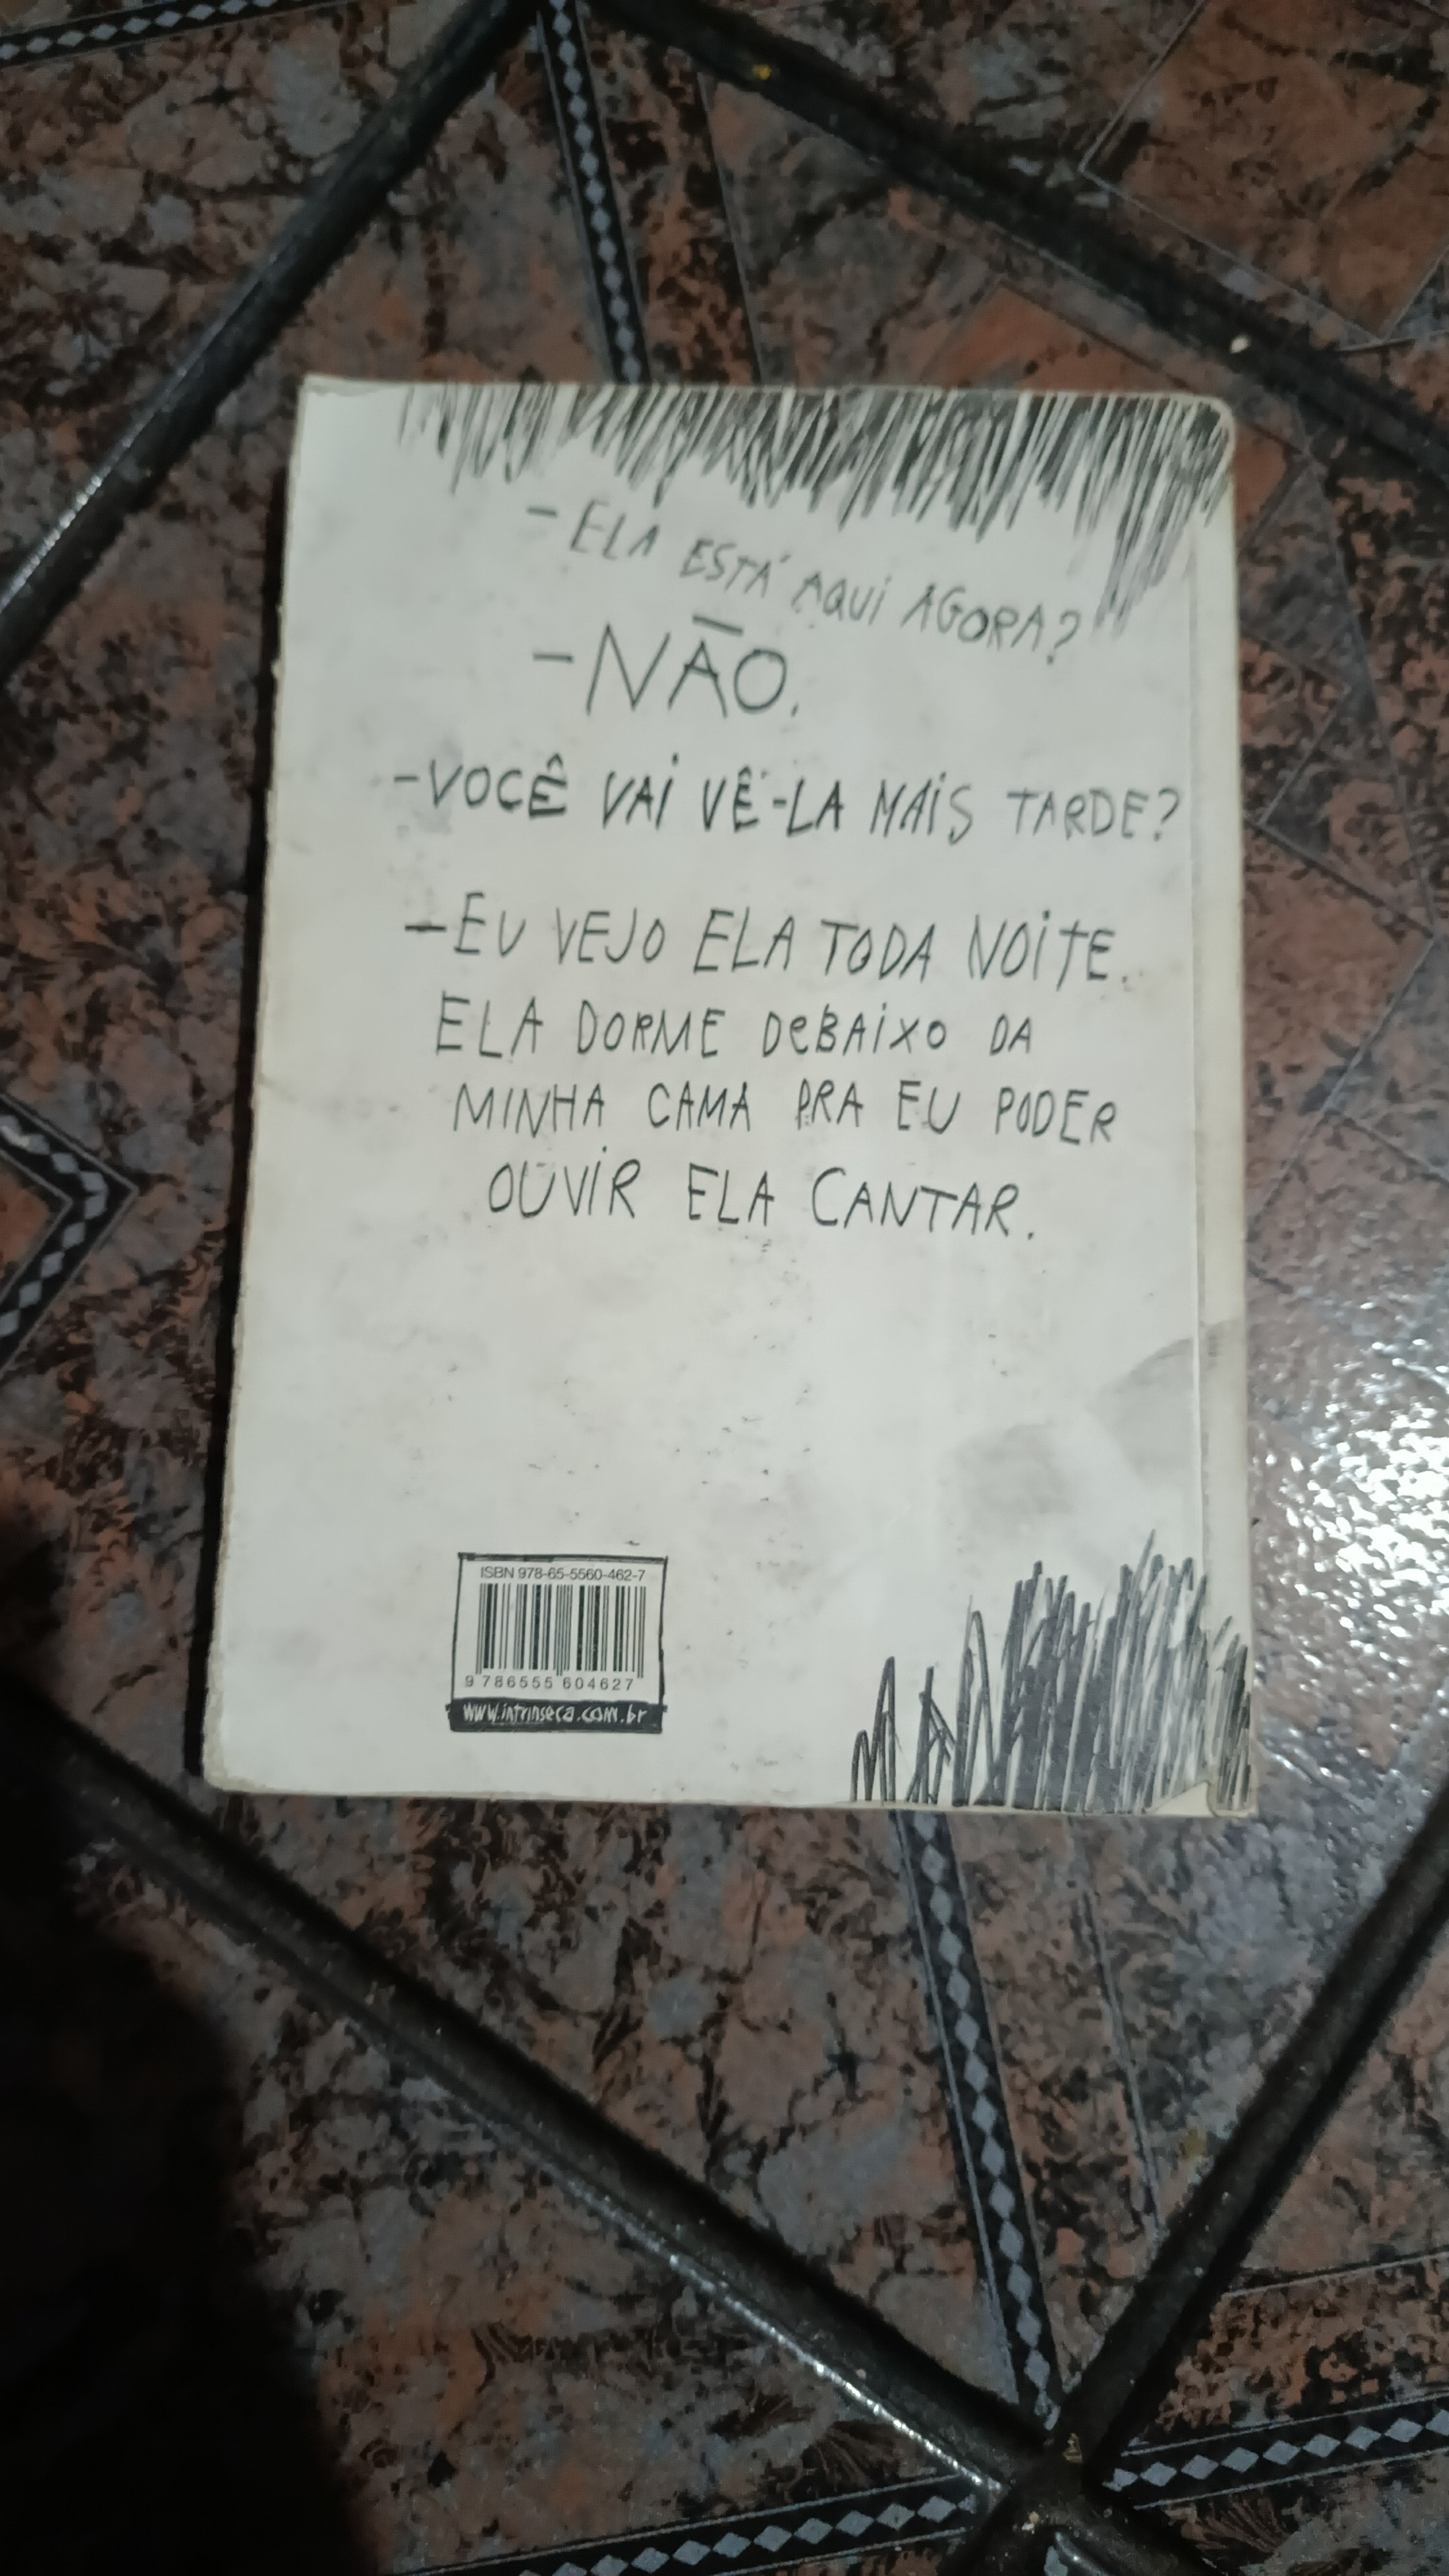 - ELA ESTÁ AQUI AGORA?
- NÃO.
- VOCÊ VAI VÊ-LA MAIS TARDE?
- EU VEJO ELA TODA NOITE.
ELA DORME DEBAIXO DA
MINHA CAMA PRA EU PODER
OUVIR ELA CANTAR.
ISBN 978-65-5560-462-7
9 786555 604627
www.intrinseca.com.br